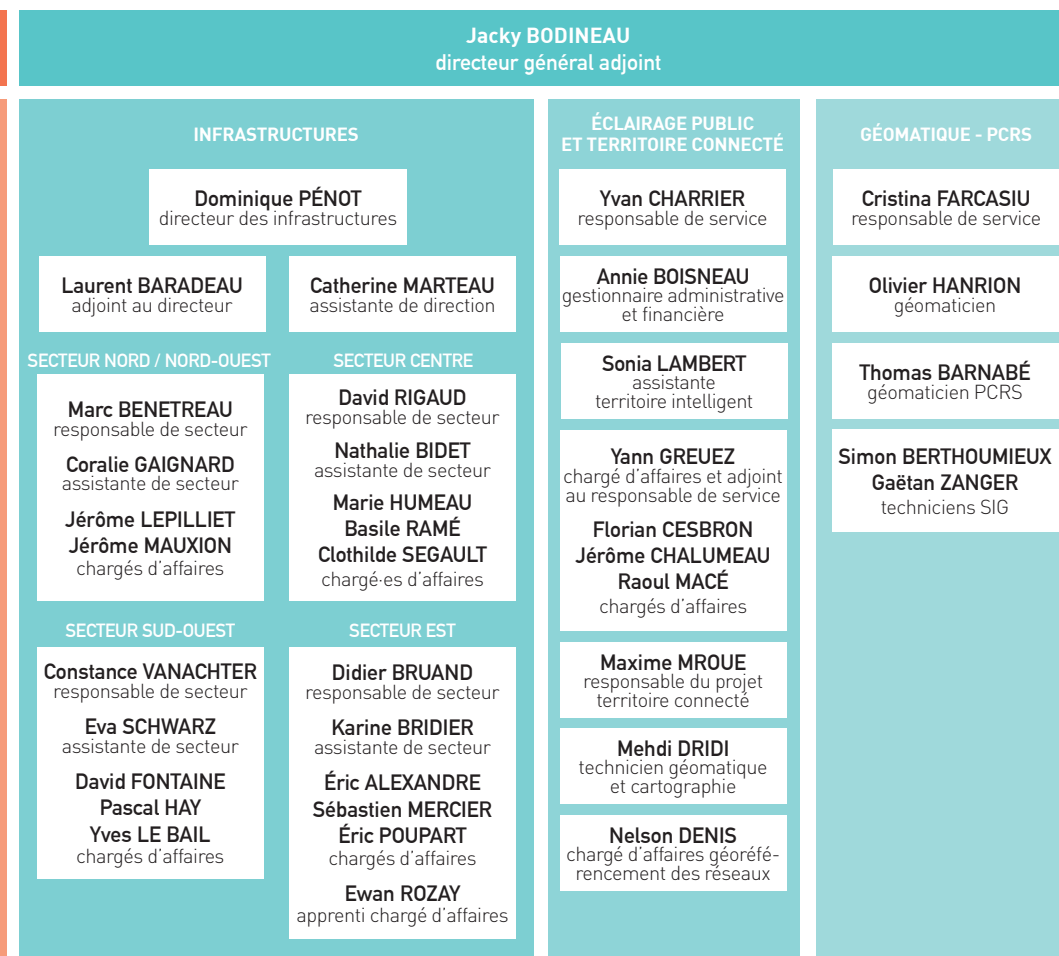 Jacky BODINEAU
directeur général adjoint
INFRASTRUCTURES
Dominique PÉNOT
directeur des infrastructures
Laurent BARADEAU
adjoint au directeur
Catherine MARTEAU
assistante de direction
SECTEUR NORD / NORD-OUEST
Marc BENETREAU
responsable de secteur
Coralie GAIGNARD
assistante de secteur
Jérôme LEPILLIET
Jérôme MAUXION
chargés d’affaires
SECTEUR CENTRE
David RIGAUD
responsable de secteur
Nathalie BIDET
assistante de secteur
Marie HUMEAU
Basile RAMÉ
Clothilde SEGAULT
chargé·es d’affaires
SECTEUR SUD-OUEST
Constance VANACHTER
responsable de secteur
Eva SCHWARZ
assistante de secteur
David FONTAINE
Pascal HAY
Yves LE BAIL
chargés d’affaires
SECTEUR EST
Didier BRUAND
responsable de secteur
Karine BRIDIER
assistante de secteur
Éric ALEXANDRE
Sébastien MERCIER
Éric POUPART
chargés d’affaires
Ewan ROZAY
apprenti chargé d’affaires
ÉCLAIRAGE PUBLIC
ET TERRITOIRE CONNECTÉ
Yvan CHARRIER
responsable de service
Annie BOISNEAU
gestionnaire administrative
et financière
Sonia LAMBERT
assistante
territoire intelligent
Yann GREUEZ
chargé d’affaires et adjoint
au responsable de service
Florian CESBRON
Jérôme CHALUMEAU
Raoul MACÉ
chargés d’affaires
Maxime MROUE
responsable du projet
territoire connecté
Mehdi DRIDI
technicien géomatique
et cartographie
Nelson DENIS
chargé d’affaires géoréfé-
rencement des réseaux
GÉOMATIQUE - PCRS
Cristina FARCASIU
responsable de service
Olivier HANRION
géomaticien
Thomas BARNABÉ
géomaticien PCRS
Simon BERTHOUMIEUX
Gaëtan ZANGER
techniciens SIG